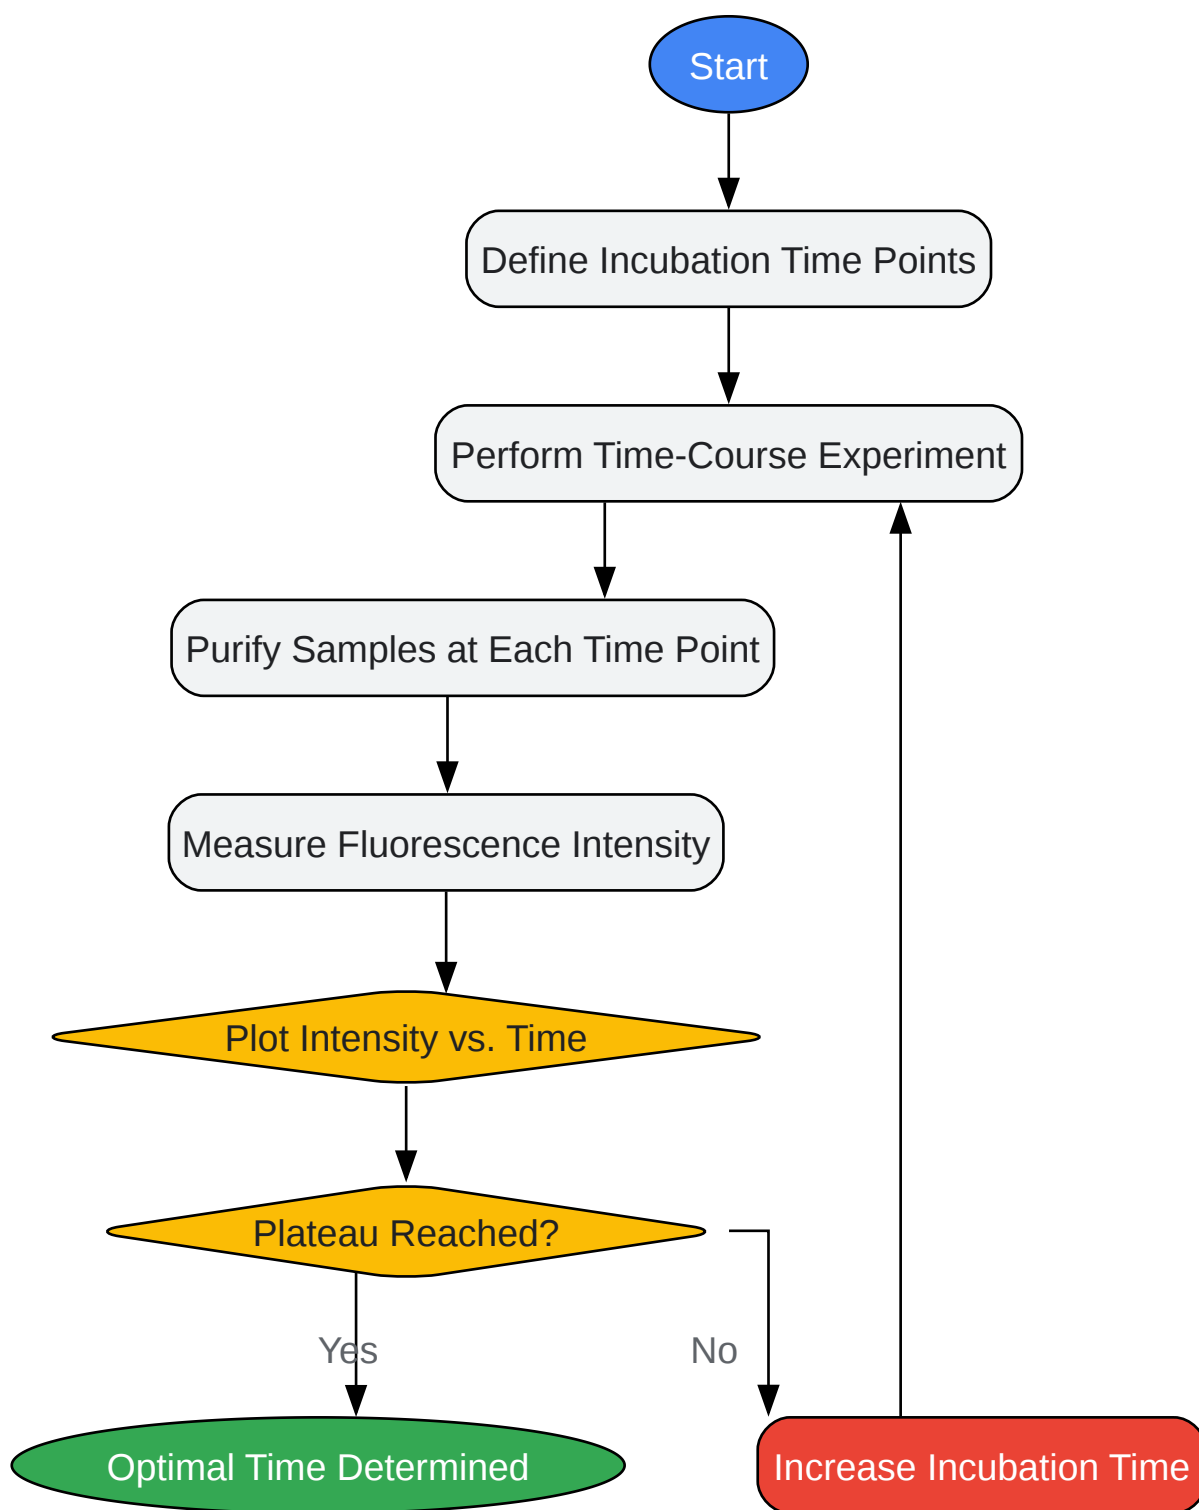 Start
Define Incubation Time Points
Perform Time-Course Experiment
Purify Samples at Each Time Point
Measure Fluorescence Intensity
Plot Intensity vs. Time
Plateau Reached?
Yes
No
Optimal Time Determined
Increase Incubation Time